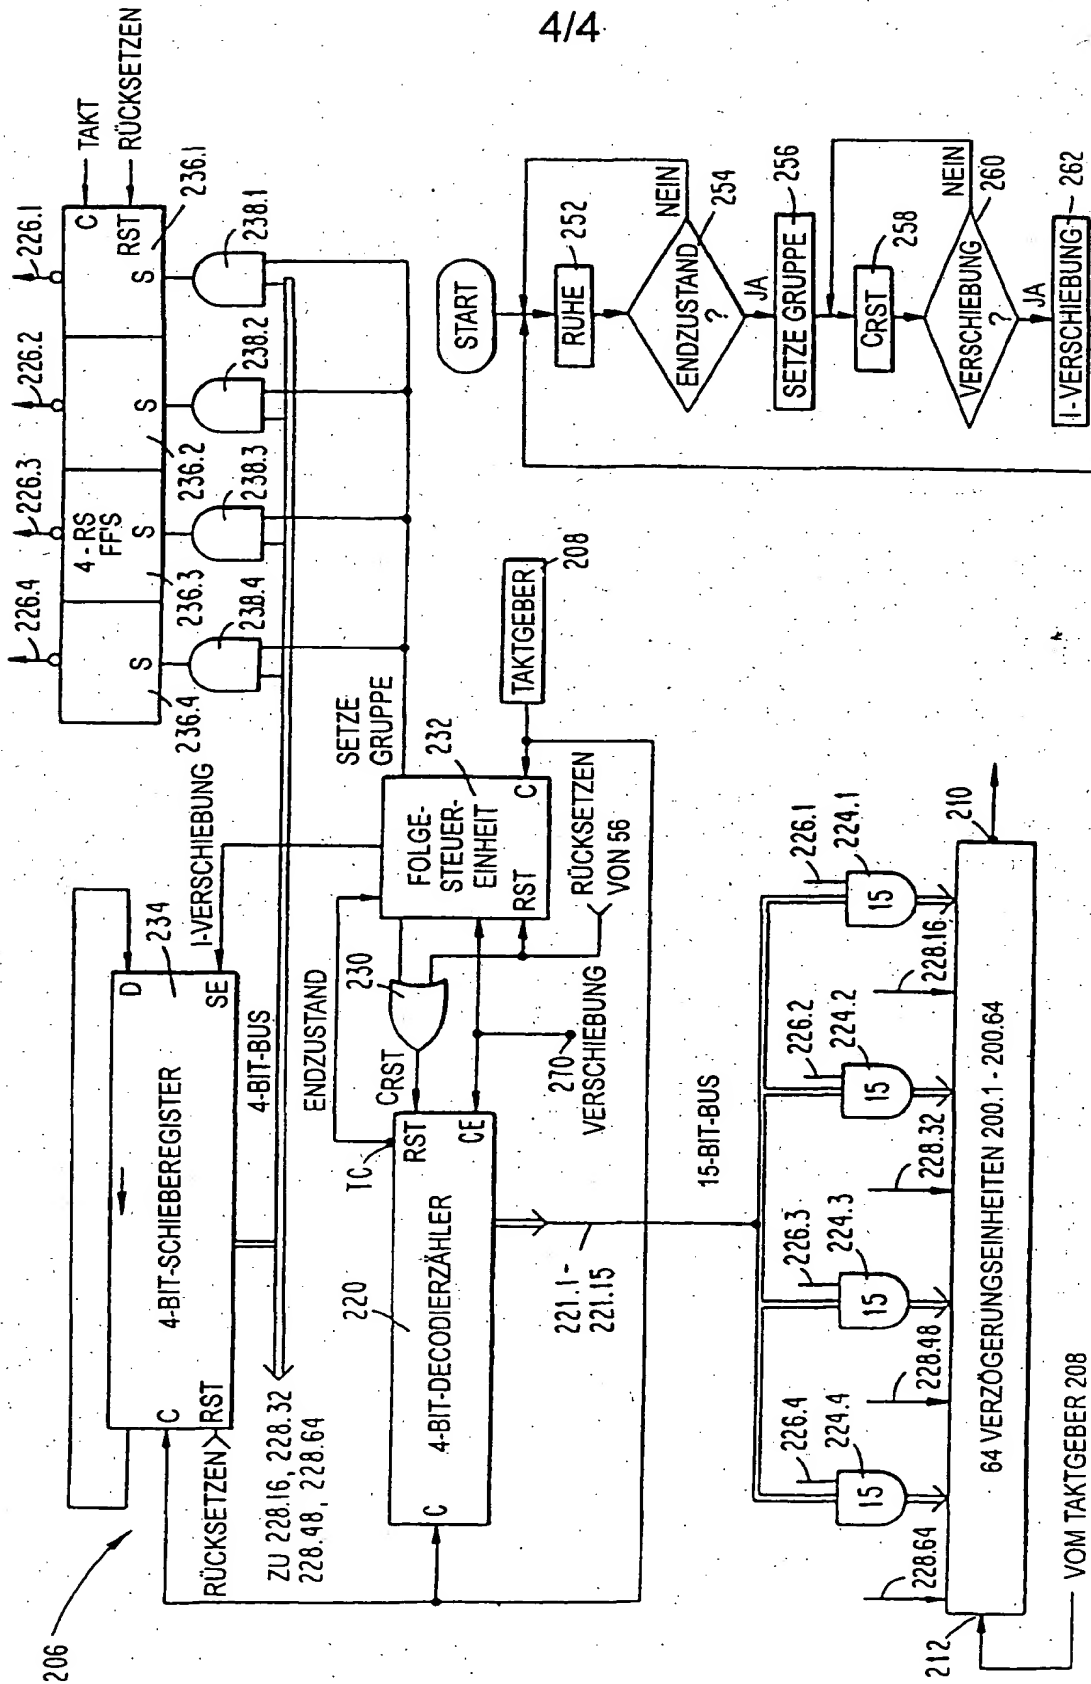 4/4
206
D
234
4-BIT-SCHIEBEREGISTER
C
RST
SE
RÜCKSETZEN
I-VERSCHIEBUNG
4-BIT-BUS
ZU 228.16, 228.32
228.48, 228.64
226.4
226.3
226.2
226.1
4-RS
FF'S
C
RST
TAKT
RÜCKSETZEN
S
S
S
S
236.4
236.3
236.2
236.1
238.4
238.3
238.2
238.1
SETZE
GRUPPE
ENDZUSTAND
TC
220
4-BIT-DECODIERZÄHLER
C
RST
CE
CRST
230
FOLGE-
STEUER-
EINHEIT
232
RST
C
TAKTGEBER
208
RÜCKSETZEN
VON 56
270
VERSCHIEBUNG
221.1-
221.15
15-BIT-BUS
START
RUHE
252
ENDZUSTAND
?
254
NEIN
JA
SETZE GRUPPE
256
CRST
258
VERSCHIEBUNG
?
260
NEIN
JA
I-VERSCHIEBUNG
262
228.64
226.4
224.4
15
228.48
226.3
224.3
15
228.32
226.2
224.2
15
228.16
226.1
224.1
15
212
64 VERZÖGERUNGSEINHEITEN 200.1 - 200.64
210
VOM TAKTGEBER 208